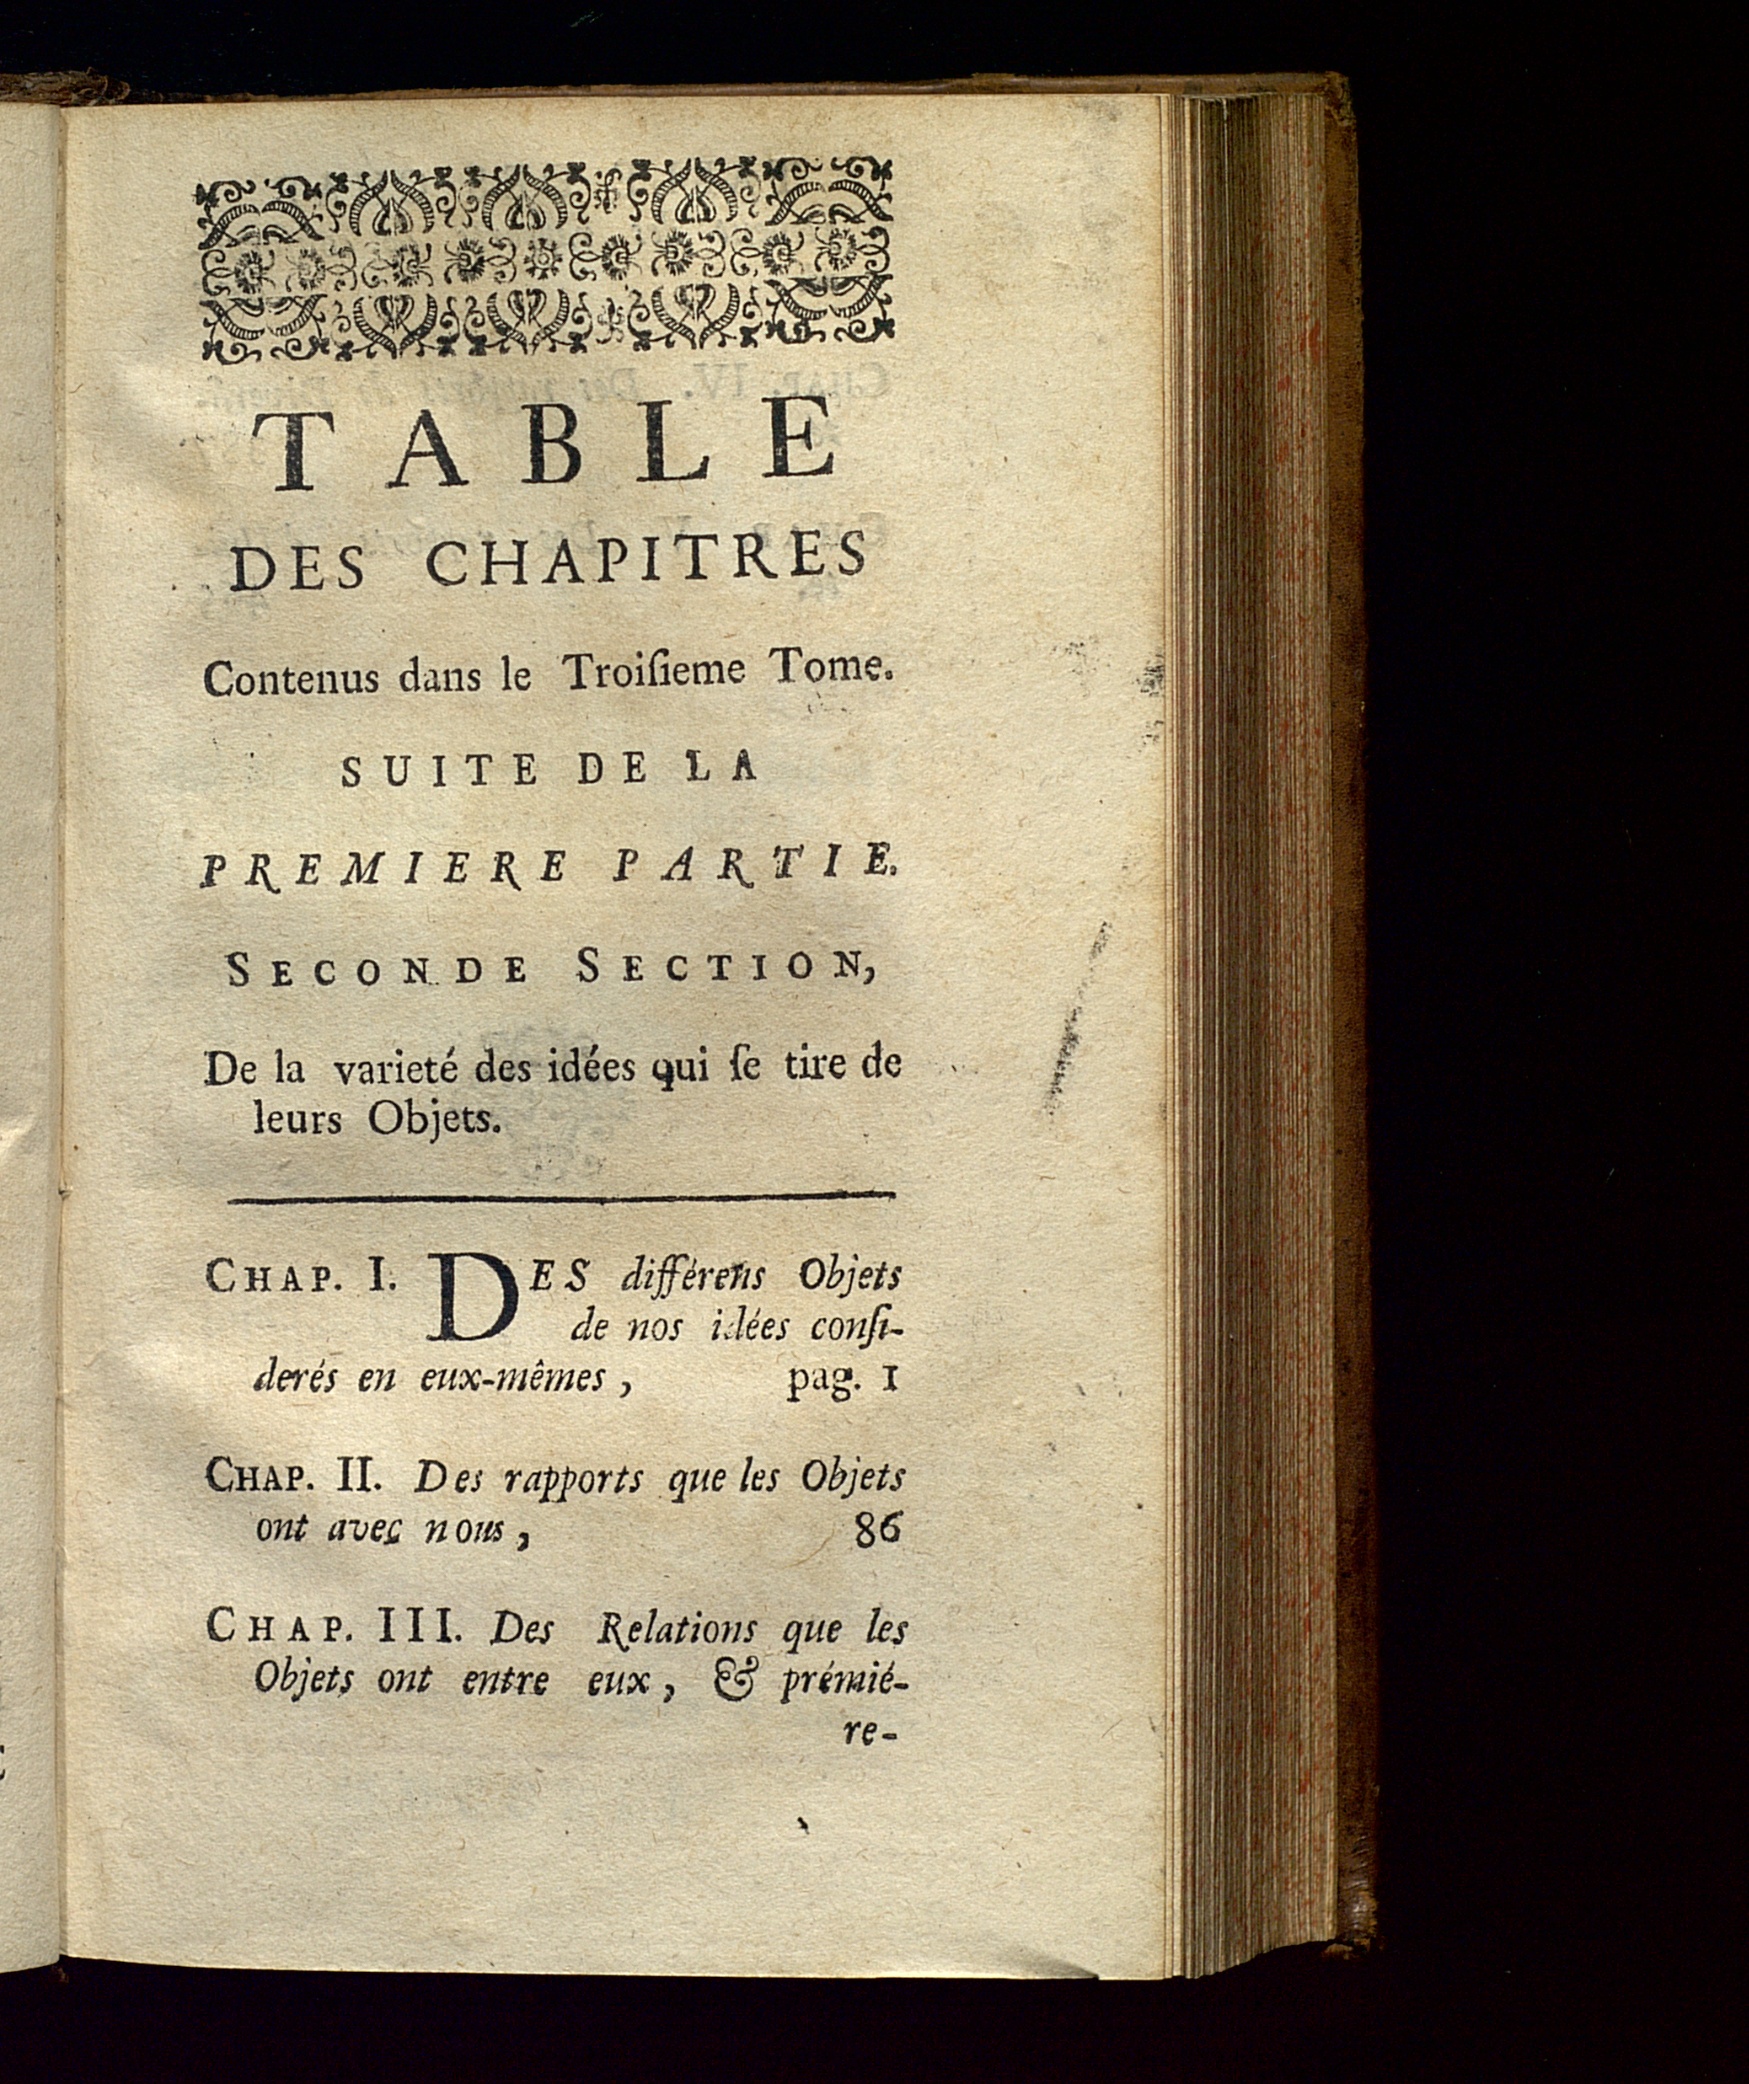 TABLE
DES CHAPITRES
Contenus dans le Troiſieme Tome.
SUITE DE LA
PREMIERE PARTIE.
SECONDE SECTION,
De la varieté des idées qui ſe tire de
leurs Objets.
CHAP. I. DES différens Objets
de nos idées conſi-
derés en eux-mêmes, pag. 1
CHAP. II. Des rapports que les Objets
ont avec nous, 86
CHAP. III. Des Relations que les
Objets ont entre eux, & prémié-
re-